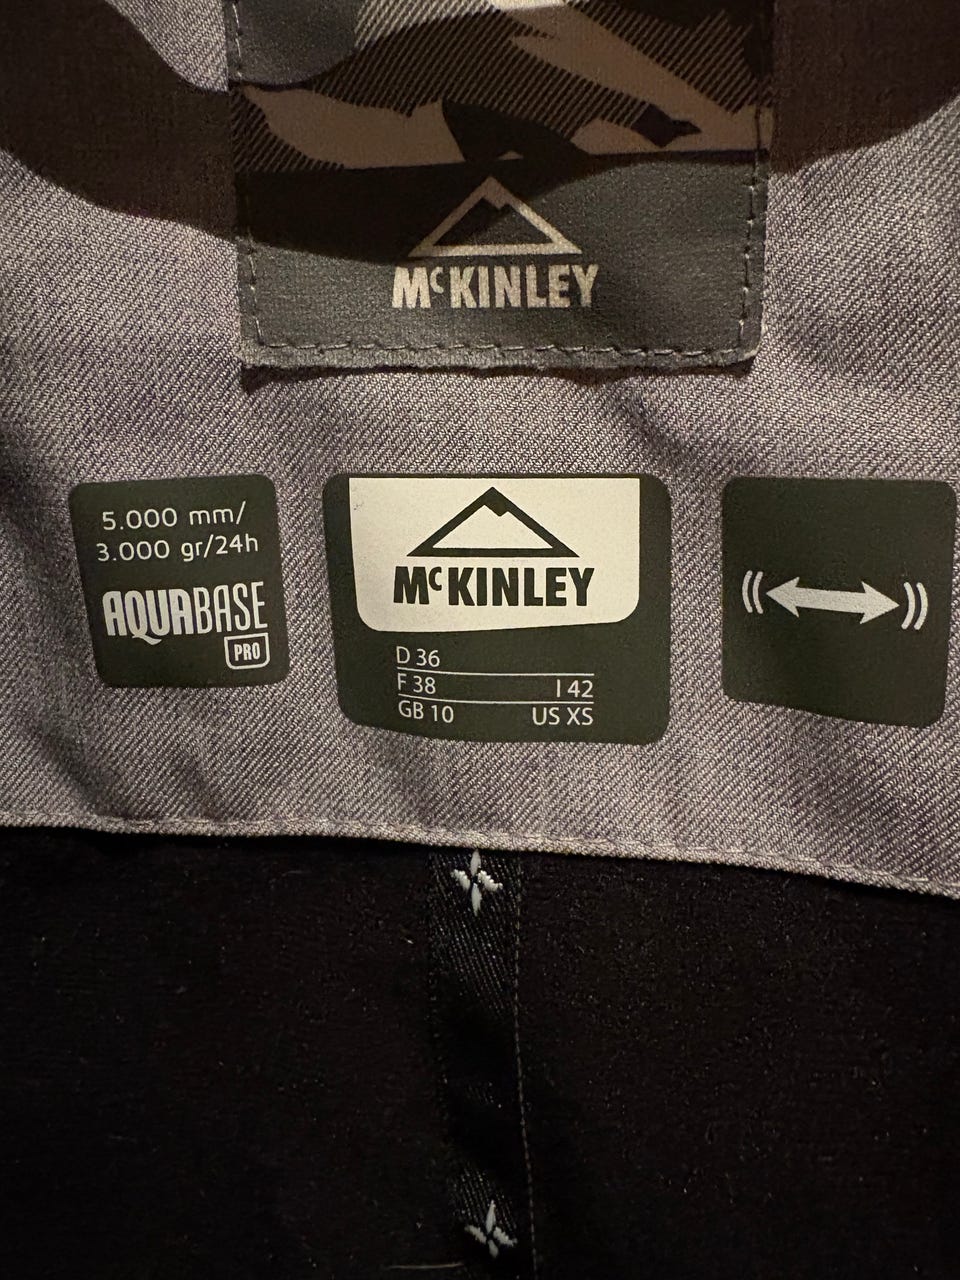 McKINLEY
5.000 mm/
3.000 gr/24h
AQUABASE
PRO
McKINLEY
D 36
F 38 I 42
GB 10 US XS